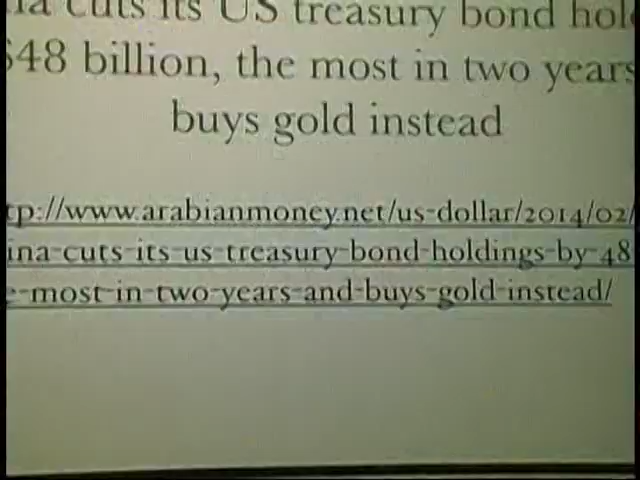 cuts its US treasury bond
48 billion, the most in two years
buys gold instead
tp://www.arabianmoney.net/us-dollar/2014/02/
ina-cuts-its-us-treasury-bond-holdings-by-48
-most-in-two-years-and-buys-gold-instead/